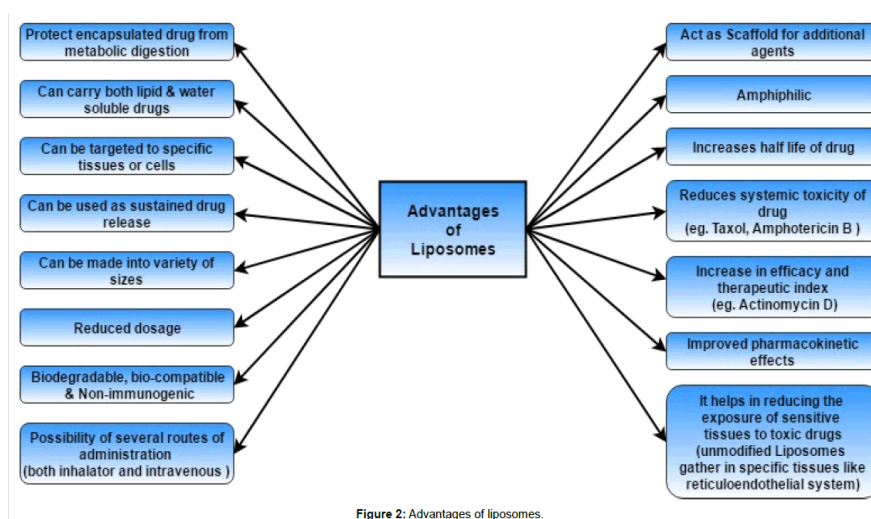 Protect encapsulated drug from
metabolic digestion
Can carry both lipid & water
soluble drugs
Can be targeted to specific
tissues or cells
Can be used as sustained drug
release
Can be made into variety of
sizes
Reduced dosage
Biodegradable, bio-compatible
& Non-immunogenic
Possibility of several routes of
administration
(both inhalator and intravenous )
Advantages
of
Liposomes
Act as Scaffold for additional
agents
Amphiphilic
Increases half life of drug
Reduces systemic toxicity of
drug
(eg. Taxol, Amphotericin B )
Increase in efficacy and
therapeutic index
(eg. Actinomycin D)
Improved pharmacokinetic
effects
It helps in reducing the
exposure of sensitive
tissues to toxic drugs
(unmodified Liposomes
gather in specific tissues like
reticuloendothelial system)
Figure 2: Advantages of liposomes.